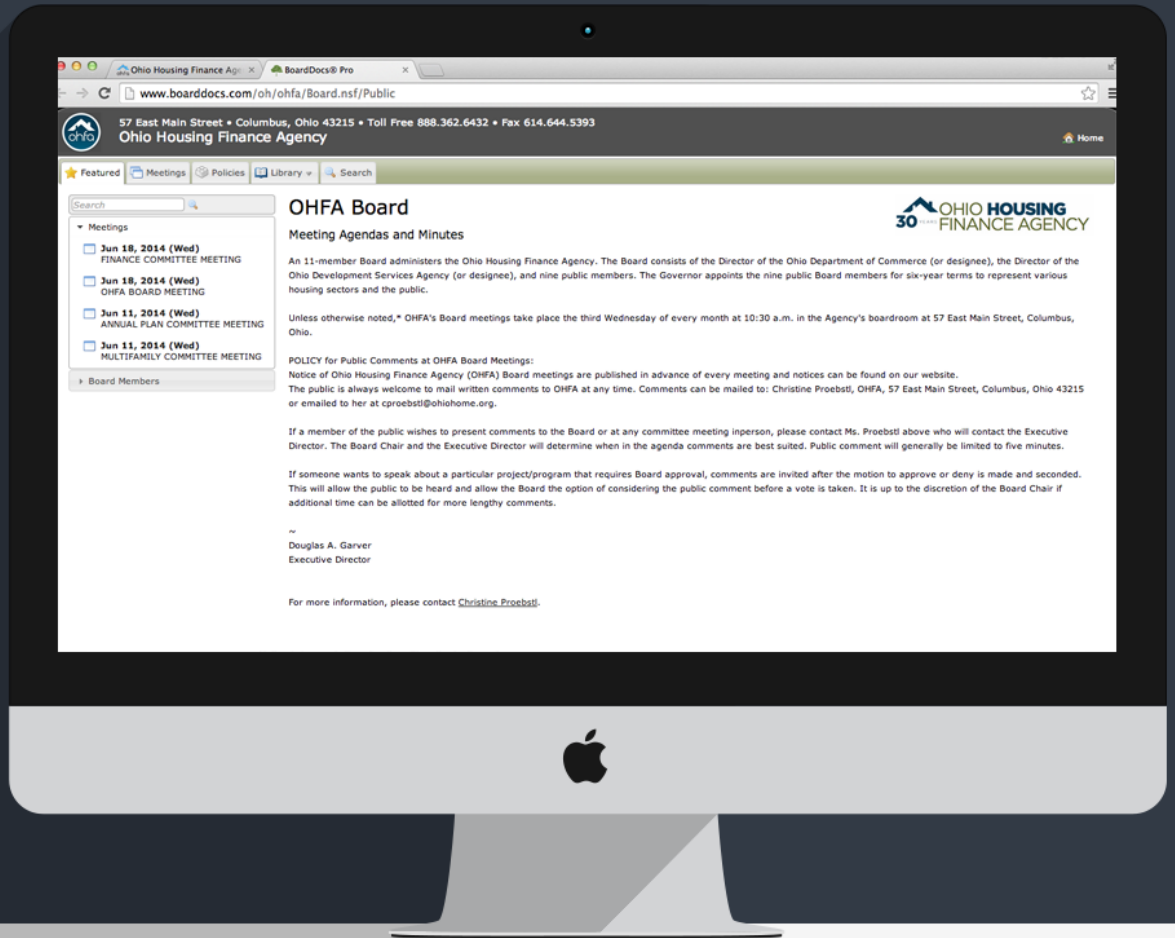 Ohio Housing Finance Age
BoardDocs® Pro
www.boarddocs.com/oh/ohfa/Board.nsf/Public
ohfa
57 East Main Street • Columbus, Ohio 43215 • Toll Free 888.362.6432 • Fax 614.644.5393
Ohio Housing Finance Agency
Home
Featured
Meetings
Policies
Library
Search
Search
Meetings
Jun 18, 2014 (Wed)
FINANCE COMMITTEE MEETING
Jun 18, 2014 (Wed)
OHFA BOARD MEETING
Jun 11, 2014 (Wed)
ANNUAL PLAN COMMITTEE MEETING
Jun 11, 2014 (Wed)
MULTIFAMILY COMMITTEE MEETING
Board Members
OHFA Board
Meeting Agendas and Minutes
OHIO HOUSING
30 YEARS FINANCE AGENCY
An 11-member Board administers the Ohio Housing Finance Agency. The Board consists of the Director of the Ohio Department of Commerce (or designee), the Director of the
Ohio Development Services Agency (or designee), and nine public members. The Governor appoints the nine public Board members for six-year terms to represent various
housing sectors and the public.
Unless otherwise noted,* OHFA's Board meetings take place the third Wednesday of every month at 10:30 a.m. in the Agency's boardroom at 57 East Main Street, Columbus,
Ohio.
POLICY for Public Comments at OHFA Board Meetings:
Notice of Ohio Housing Finance Agency (OHFA) Board meetings are published in advance of every meeting and notices can be found on our website.
The public is always welcome to mail written comments to OHFA at any time. Comments can be mailed to: Christine Proebstl, OHFA, 57 East Main Street, Columbus, Ohio 43215
or emailed to her at cproebstl@ohiohome.org.
If a member of the public wishes to present comments to the Board or at any committee meeting inperson, please contact Ms. Proebstl above who will contact the Executive
Director. The Board Chair and the Executive Director will determine when in the agenda comments are best suited. Public comment will generally be limited to five minutes.
If someone wants to speak about a particular project/program that requires Board approval, comments are invited after the motion to approve or deny is made and seconded.
This will allow the public to be heard and allow the Board the option of considering the public comment before a vote is taken. It is up to the discretion of the Board Chair if
additional time can be allotted for more lengthy comments.
~
Douglas A. Garver
Executive Director
For more information, please contact Christine Proebstl.